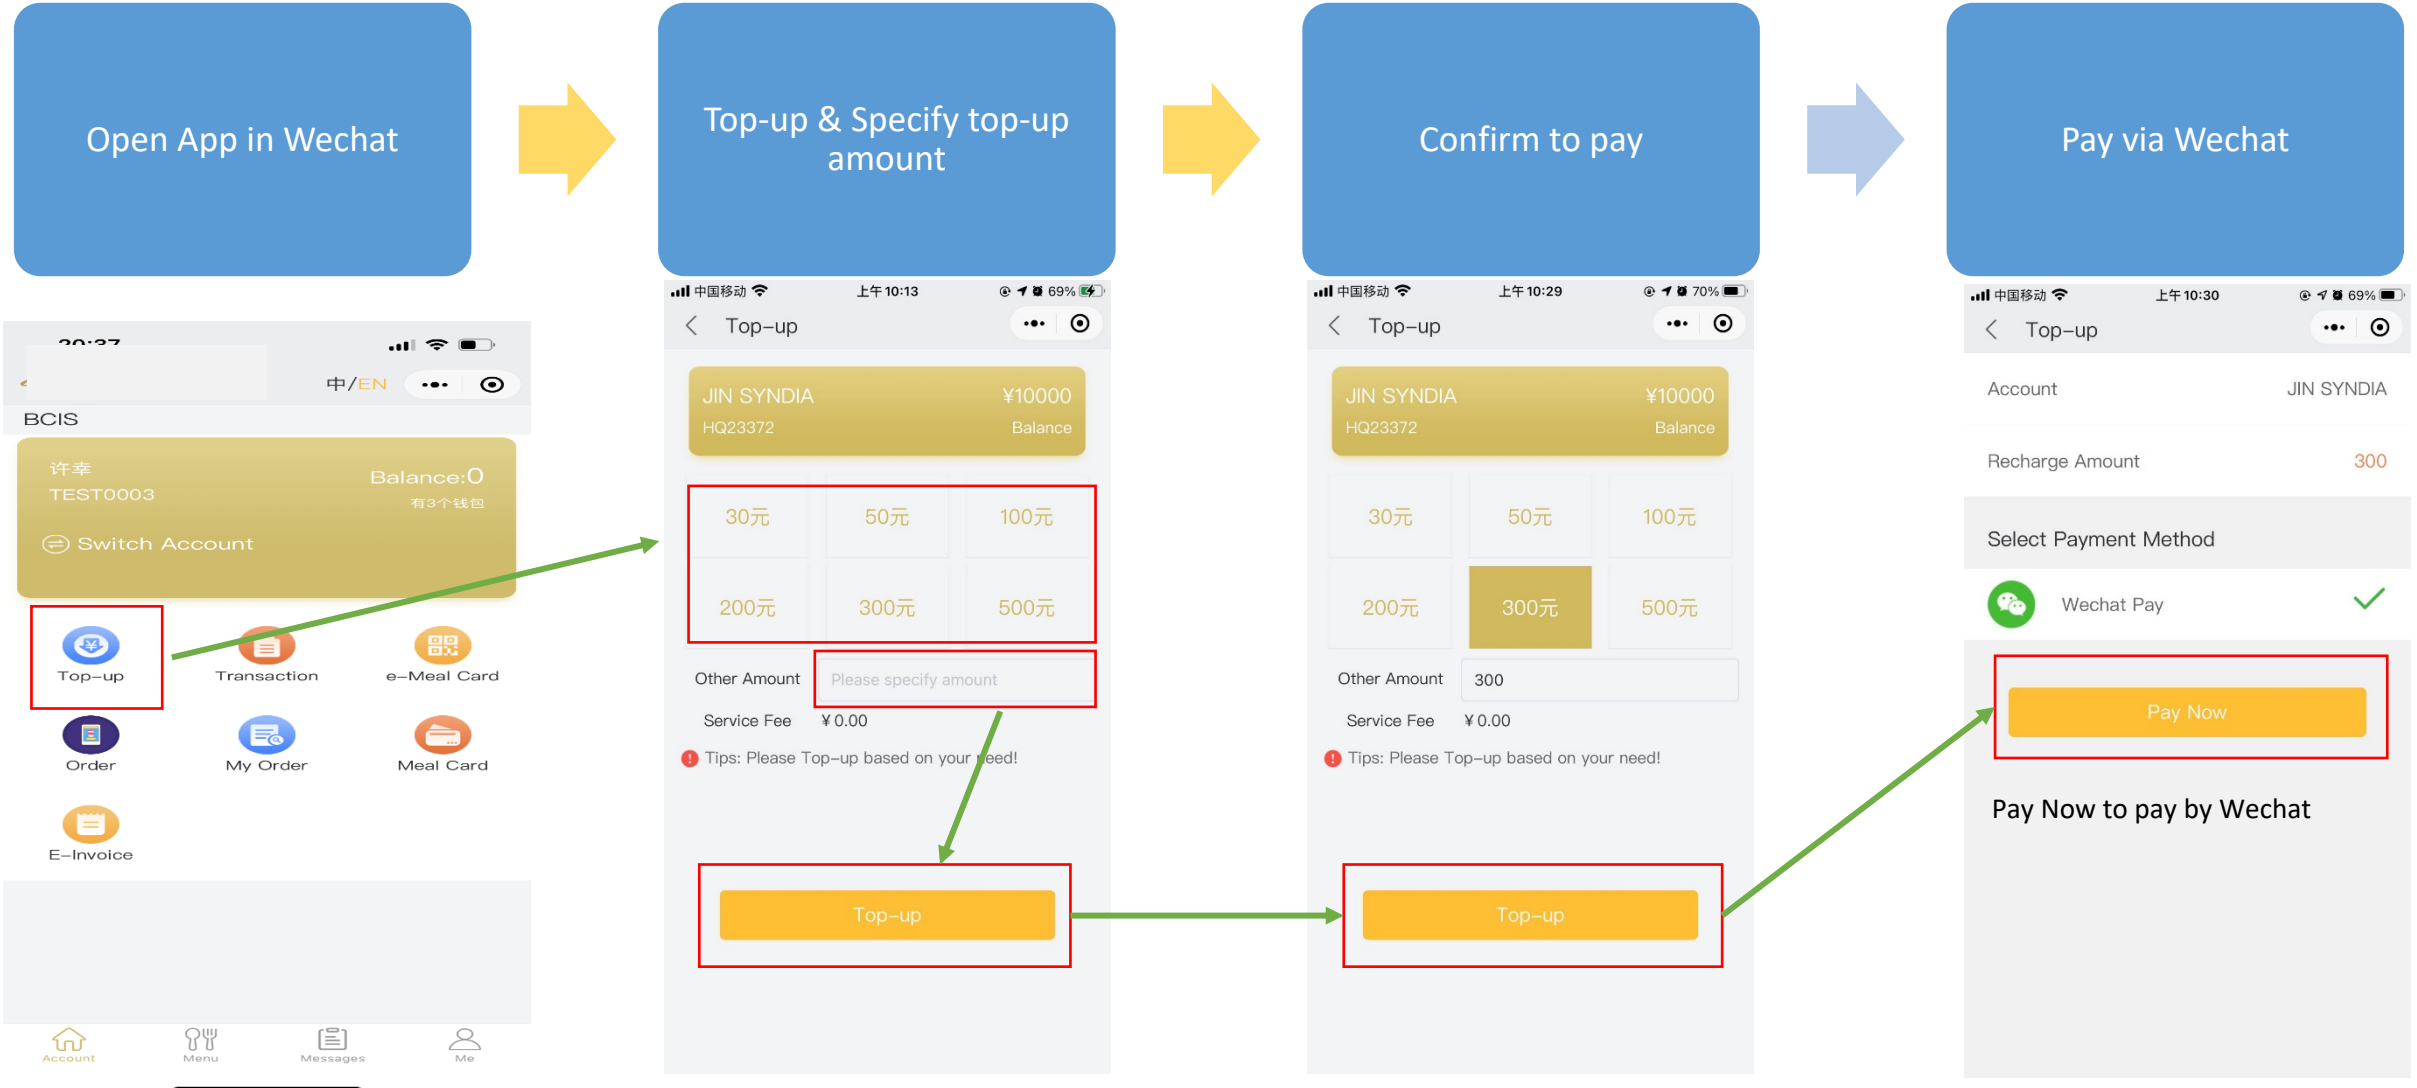 Open App in Wechat
Top-up & Specify top-up
amount
Confirm to pay
Pay via Wechat
中/EN
BCIS
许幸
TEST0003
Balance:0
有3个钱包
Switch Account
Top-up
Transaction
e-Meal Card
Order
My Order
Meal Card
E-Invoice
Account
Menu
Messages
Me
中国移动
上午10:13
69%
Top-up
JIN SYNDIA
¥10000
HQ23372
Balance
30元
50元
100元
200元
300元
500元
Other Amount
Please specify amount
Service Fee
¥0.00
Tips: Please Top-up based on your need!
Top-up
中国移动
上午10:29
70%
Top-up
JIN SYNDIA
¥10000
HQ23372
Balance
30元
50元
100元
200元
300元
500元
Other Amount
300
Service Fee
¥0.00
Tips: Please Top-up based on your need!
Top-up
中国移动
上午10:30
69%
Top-up
Account
JIN SYNDIA
Recharge Amount
300
Select Payment Method
Wechat Pay
Pay Now
Pay Now to pay by Wechat